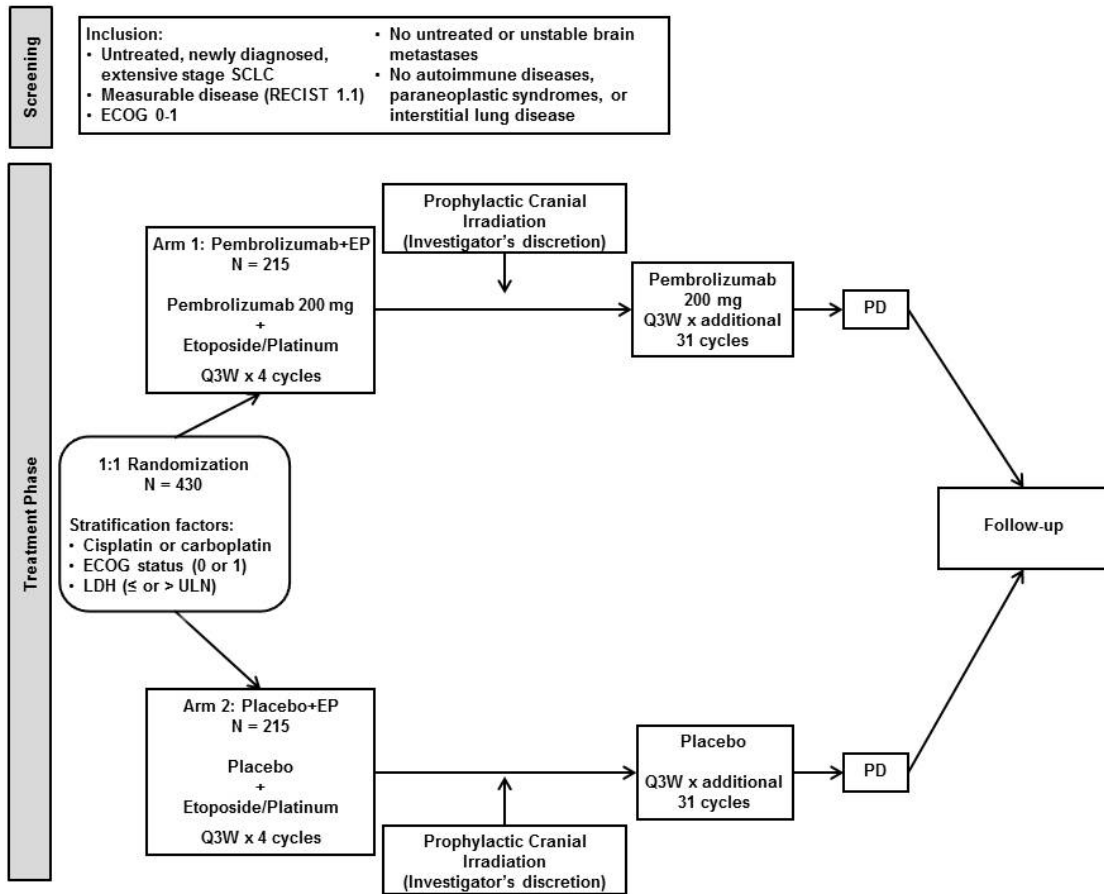 Screening
Inclusion:
• Untreated, newly diagnosed,
extensive stage SCLC
• Measurable disease (RECIST 1.1)
• ECOG 0-1
• No untreated or unstable brain
metastases
• No autoimmune diseases,
paraneoplastic syndromes, or
interstitial lung disease
Treatment Phase
Prophylactic Cranial
Irradiation
(Investigator's discretion)
Arm 1: Pembrolizumab+EP
N = 215
Pembrolizumab 200 mg
+
Etoposide/Platinum
Q3W x 4 cycles
Pembrolizumab
200 mg
Q3W x additional
31 cycles
PD
1:1 Randomization
N = 430
Stratification factors:
• Cisplatin or carboplatin
• ECOG status (0 or 1)
• LDH (≤ or > ULN)
Follow-up
Arm 2: Placebo+EP
N = 215
Placebo
+
Etoposide/Platinum
Q3W x 4 cycles
Placebo
Q3W x additional
31 cycles
PD
Prophylactic Cranial
Irradiation
(Investigator's discretion)